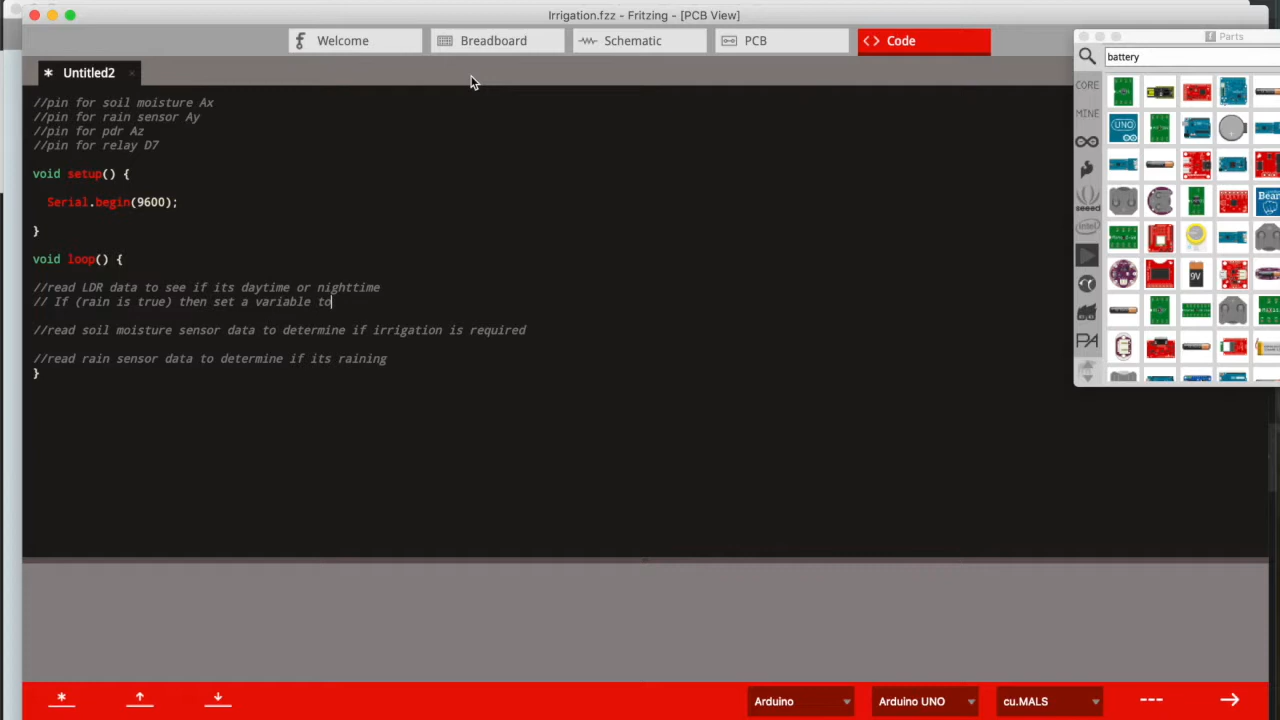 Irrigation.fzz - Fritzing - [PCB View]
Welcome
Breadboard
Schematic
PCB
<> Code
Parts
battery
* Untitled2 ×
CORE
MINE
UNO
seeed
intel
PA
9V
//pin for soil moisture Ax
//pin for rain sensor Ay
//pin for pdr Az
//pin for relay D7
void setup() {
Serial.begin(9600);
}
void loop() {
//read LDR data to see if its daytime or nighttime
// If (rain is true) then set a variable to
//read soil moisture sensor data to determine if irrigation is required
//read rain sensor data to determine if its raining
}
Arduino
Arduino UNO
cu.MALS